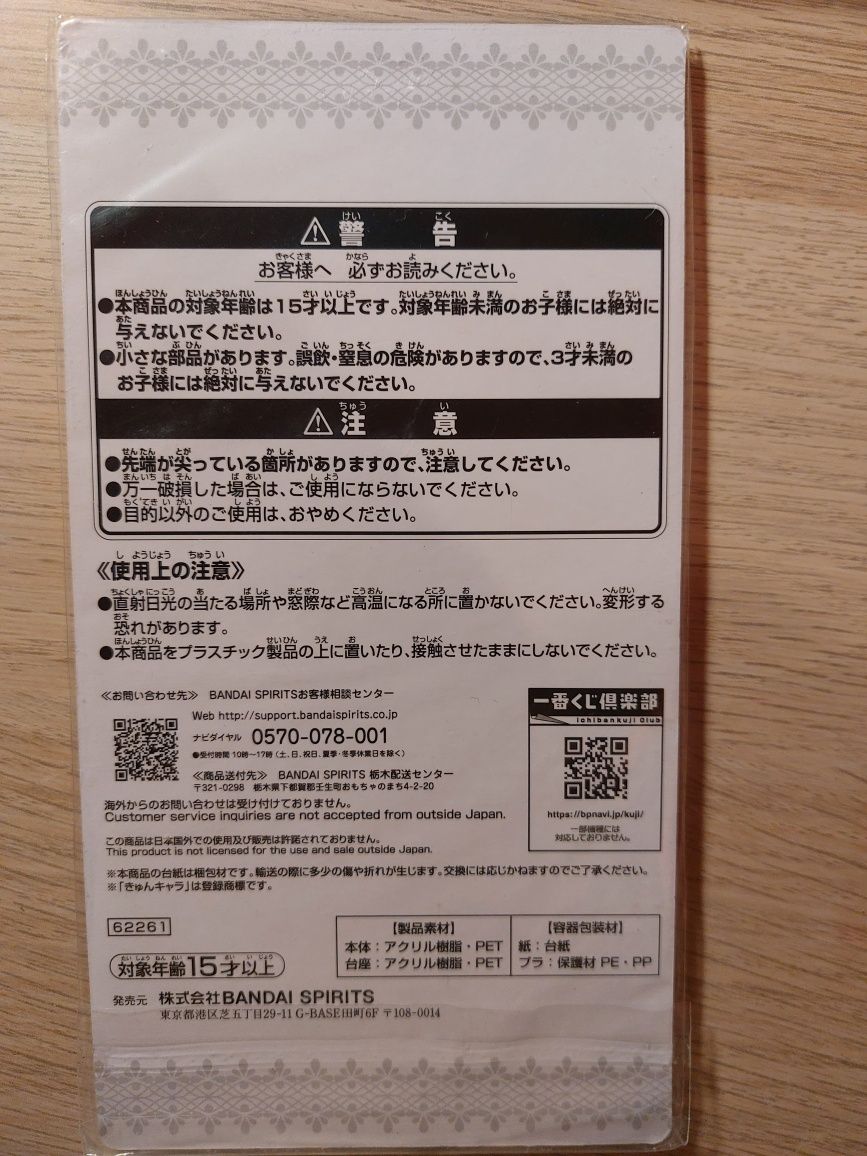 ⚠警告
お客様へ 必ずお読みください。
●本商品の対象年齢は15才以上です。対象年齢未満のお子様には絶対に
与えないでください。
●小さな部品があります。誤飲・窒息の危険がありますので、3才未満の
お子様には絶対に与えないでください。
⚠注意
●先端が尖っている箇所がありますので、注意してください。
●万一破損した場合は、ご使用にならないでください。
●目的以外のご使用は、おやめください。
《使用上の注意》
●直射日光の当たる場所や窓際など高温になる所に置かないでください。変形する
恐れがあります。
●本商品をプラスチック製品の上に置いたり、接触させたままにしないでください。
《お問い合わせ先》 BANDAI SPIRITSお客様相談センター
Web http://support.bandaispirits.co.jp
ナビダイヤル 0570-078-001
●受付時間 10時〜17時(土、日、祝日、夏季・冬季休業日を除く)
《商品送付先》 BANDAI SPIRITS 栃木配送センター
〒321-0298 栃木県下都賀郡壬生町おもちゃのまち4-2-20
一番くじ倶楽部
ichibankuji Club
https://bpnavi.jp/kuji/
一部機種には
対応しておりません。
海外からのお問い合わせは受け付けておりません。
Customer service inquiries are not accepted from outside Japan.
この商品は日本国外での使用及び販売は許諾されておりません。
This product is not licensed for the use and sale outside Japan.
※本商品の台紙は梱包材です。輸送の際に多少の傷や折れが生じます。交換には応じかねますのでご了承ください。
※「きゅんキャラ」は登録商標です。
62261
対象年齢15才以上
【製品素材】
本体:アクリル樹脂・PET
台座:アクリル樹脂・PET
【容器包装材】
紙:台紙
プラ:保護材 PE・PP
発売元 株式会社BANDAI SPIRITS
東京都港区芝五丁目29-11 G-BASE田町6F 〒108-0014